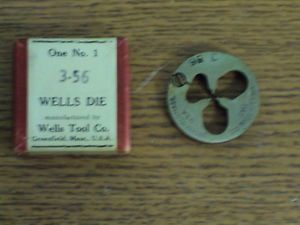 One No. 1
3-56
WELLS DIE
manufactured by
Wells Tool Co.
Greenfield, Mass., U.S.A.